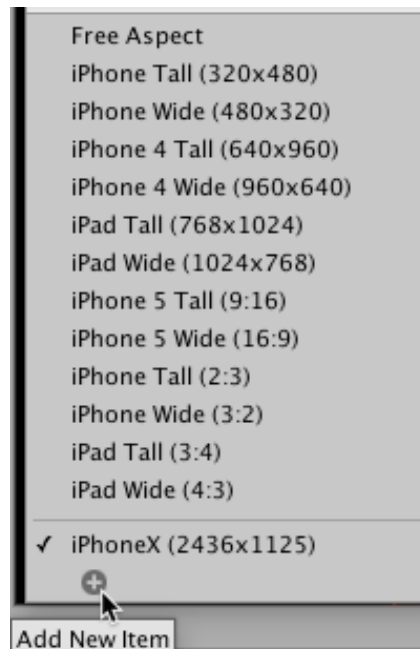 Free Aspect
iPhone Tall (320x480)
iPhone Wide (480x320)
iPhone 4 Tall (640x960)
iPhone 4 Wide (960x640)
iPad Tall (768x1024)
iPad Wide (1024x768)
iPhone 5 Tall (9:16)
iPhone 5 Wide (16:9)
iPhone Tall (2:3)
iPhone Wide (3:2)
iPad Tall (3:4)
iPad Wide (4:3)
✓ iPhoneX (2436x1125)
Add New Item